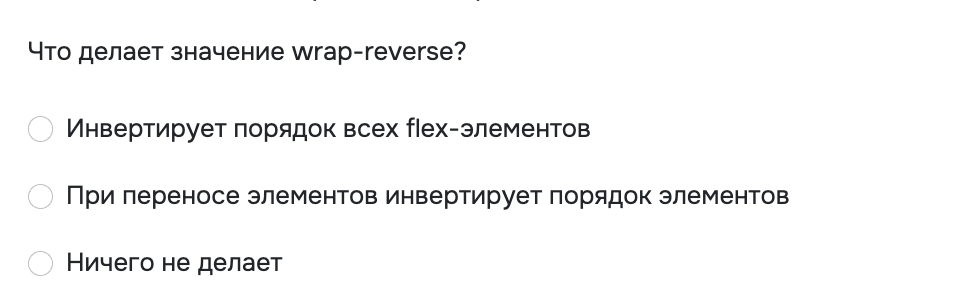 Что делает значение wrap-reverse?
Инвертирует порядок всех flex-элементов
При переносе элементов инвертирует порядок элементов
Ничего не делает